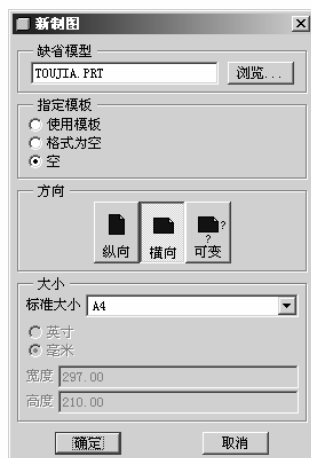 新制图
缺省模型
TOUJIA.PRT 浏览...
指定模板
使用模板
格式为空
空
方向
纵向 横向 ? ? 可变
大小
标准大小 A4
英寸
毫米
宽度 297.00
高度 210.00
确定 取消